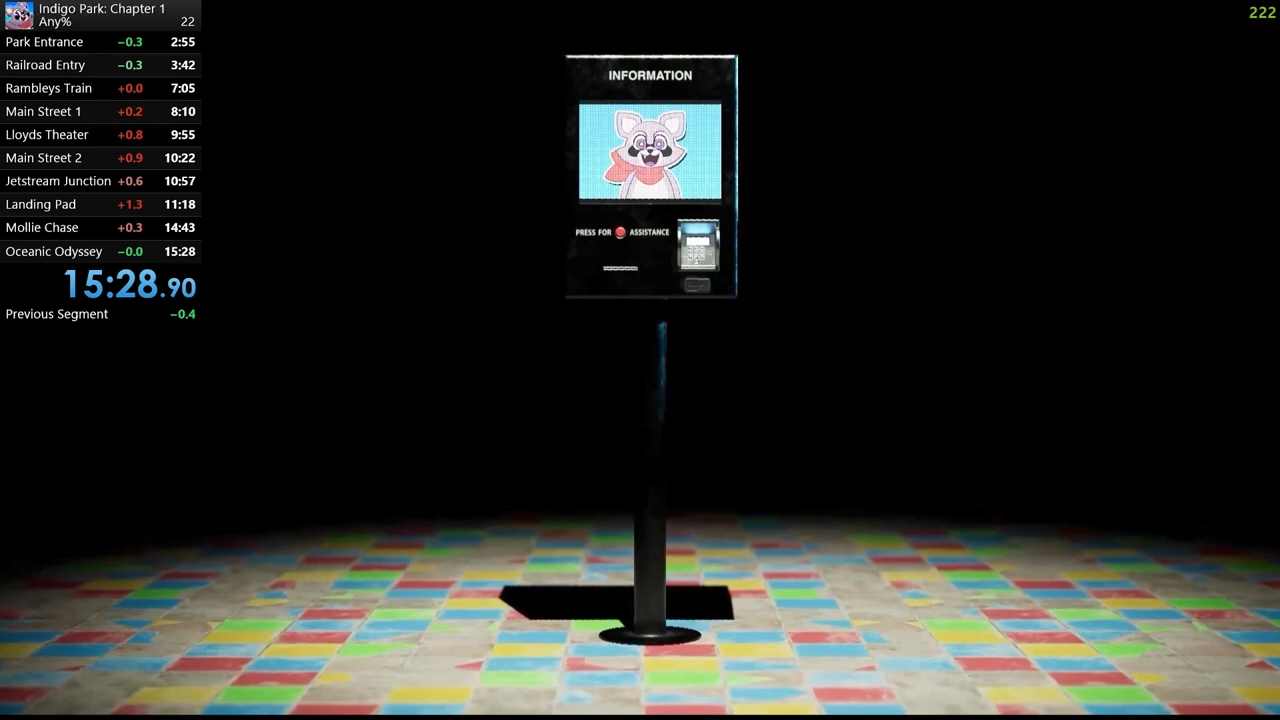 Indigo Park: Chapter 1
Any% 22
Park Entrance −0.3 2:55
Railroad Entry −0.3 3:42
Rambleys Train +0.0 7:05
Main Street 1 +0.2 8:10
Lloyds Theater +0.8 9:55
Main Street 2 +0.9 10:22
Jetstream Junction +0.6 10:57
Landing Pad +1.3 11:18
Mollie Chase +0.3 14:43
Oceanic Odyssey −0.0 15:28
15:28.90
Previous Segment −0.4
222
INFORMATION
PRESS FOR ASSISTANCE